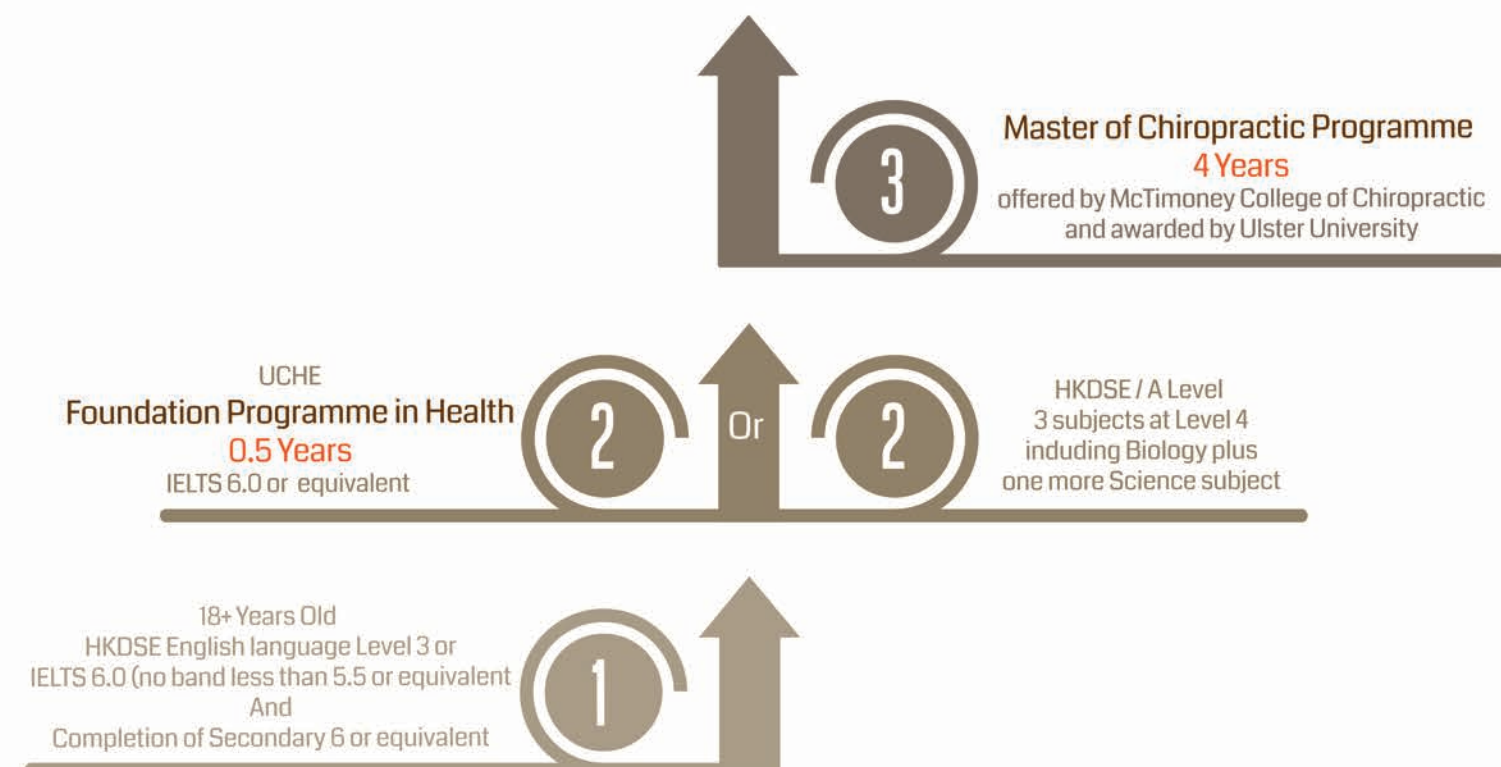 3
Master of Chiropractic Programme
4 Years
offered by McTimoney College of Chiropractic
and awarded by Ulster University
UCHE
Foundation Programme in Health
0.5 Years
IELTS 6.0 or equivalent
2
Or
2
HKDSE / A Level
3 subjects at Level 4
including Biology plus
one more Science subject
18+ Years Old
HKDSE English language Level 3 or
IELTS 6.0 (no band less than 5.5 or equivalent
And
Completion of Secondary 6 or equivalent
1